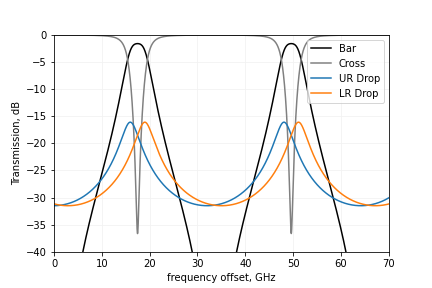 0
−5
−10
−15
−20
−25
−30
−35
−40
Transmission, dB
Bar
Cross
UR Drop
LR Drop
0 10 20 30 40 50 60 70
frequency offset, GHz